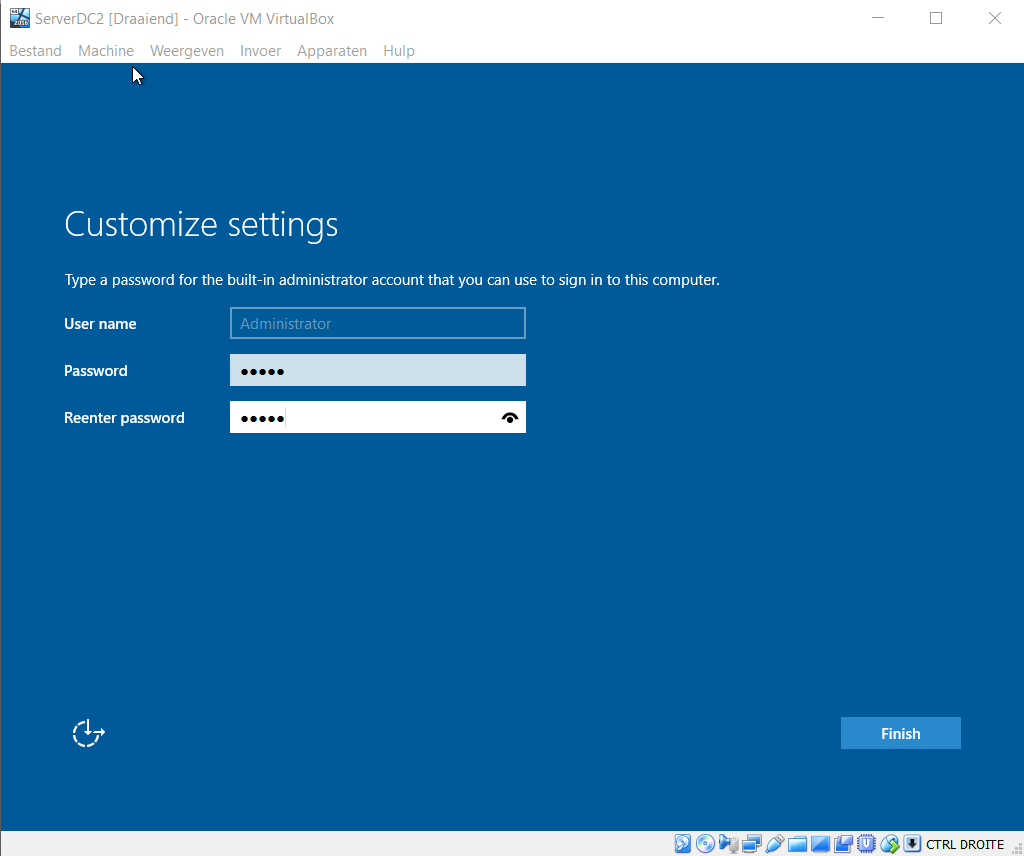 ServerDC2 [Draaiend] - Oracle VM VirtualBox
Bestand Machine Weergeven Invoer Apparaten Hulp
Customize settings
Type a password for the built-in administrator account that you can use to sign in to this computer.
User name Administrator
Password ●●●●●
Reenter password ●●●●●
Finish
CTRL DROITE